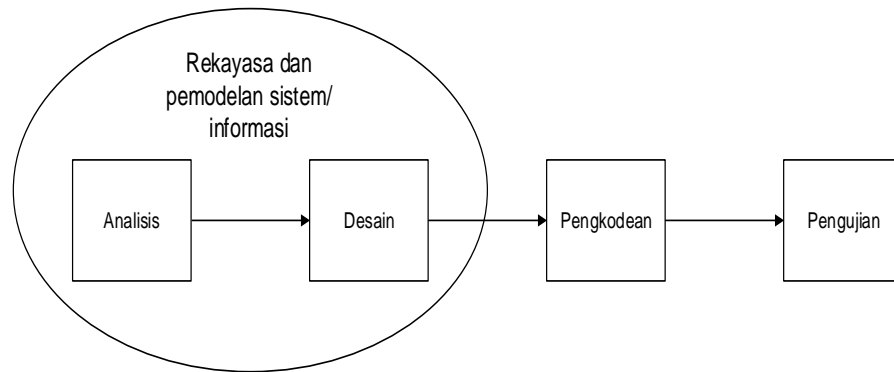 Rekayasa dan
pemodelan sistem/
informasi
Analisis
Desain
Pengkodean
Pengujian